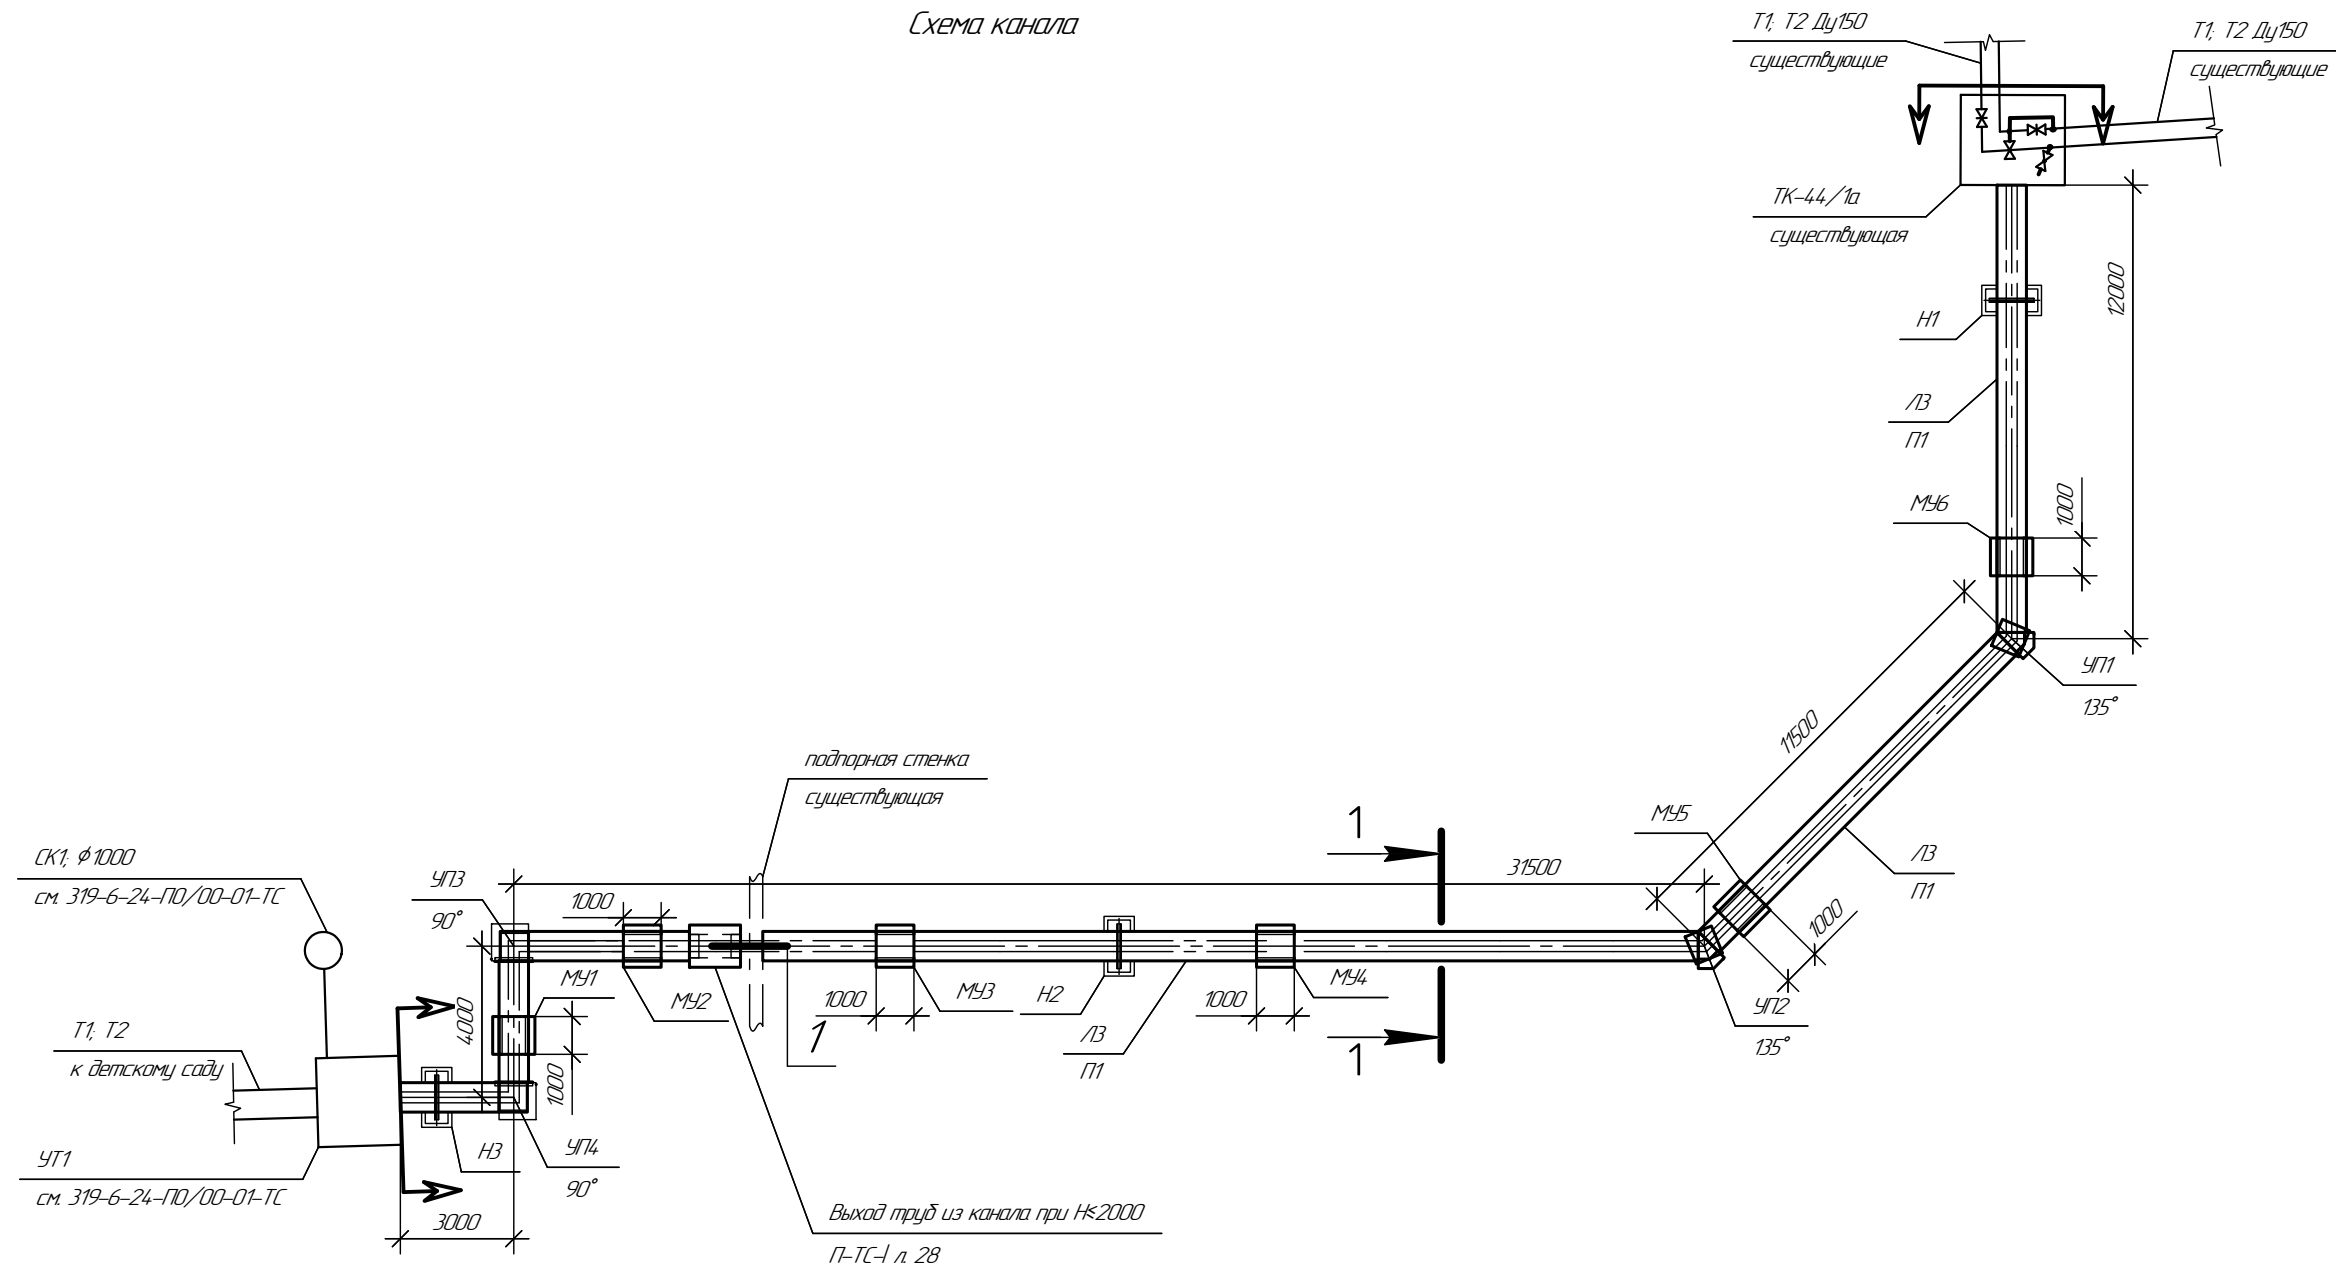 Схема канала
Т1; Т2 Ду150
существующие
Т1; Т2 Ду150
существующие
ТК-44/1а
существующая
12000
Н1
Л3
П1
МУ6
1000
УП1
135°
11500
подпорная стенка
существующая
МУ5
1
31500
Л3
П1
СК1; ϕ1000
см. 319-6-24-ПО/00-01-ТС
УП3
90°
1000
1000
МУ1
МУ2
4000
1000
МУ3
Н2
1000
МУ4
УП2
135°
Т1; Т2
к детскому саду
1
Л3
П1
1
1000
Н3
УП4
90°
УТ1
см. 319-6-24-ПО/00-01-ТС
3000
Выход труб из канала при Н≤2000
П-ТС-I л. 28